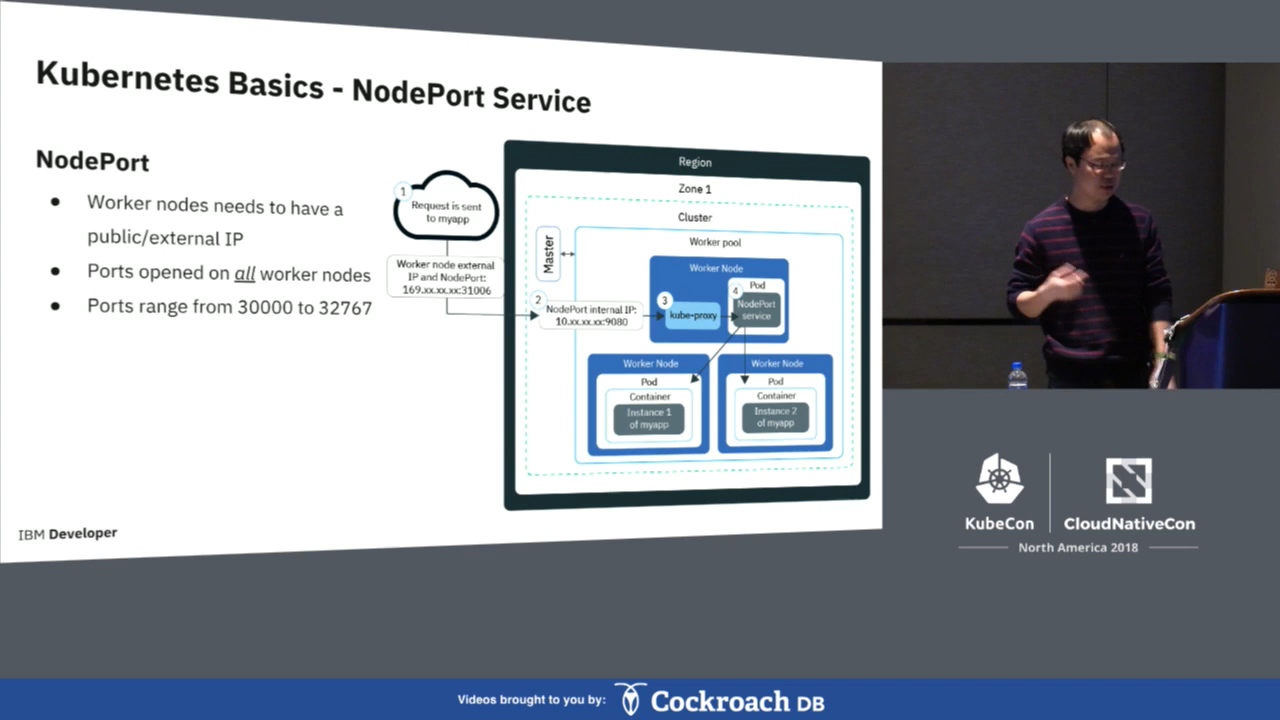 Kubernetes Basics - NodePort Service
NodePort
● Worker nodes needs to have a
public/external IP
● Ports opened on all worker nodes
● Ports range from 30000 to 32767
1
Request is sent
to myapp
Worker node external
IP and NodePort:
169.xx.xx.xx:31006
Region
Zone 1
Cluster
Master
Worker pool
Worker Node
2
NodePort internal IP:
10.xx.xx.xx:9080
3
kube-proxy
4
Pod
NodePort
service
Worker Node
Pod
Container
Instance 1
of myapp
Worker Node
Pod
Container
Instance 2
of myapp
IBM Developer
KubeCon
CloudNativeCon
North America 2018
Videos brought to you by:
Cockroach DB